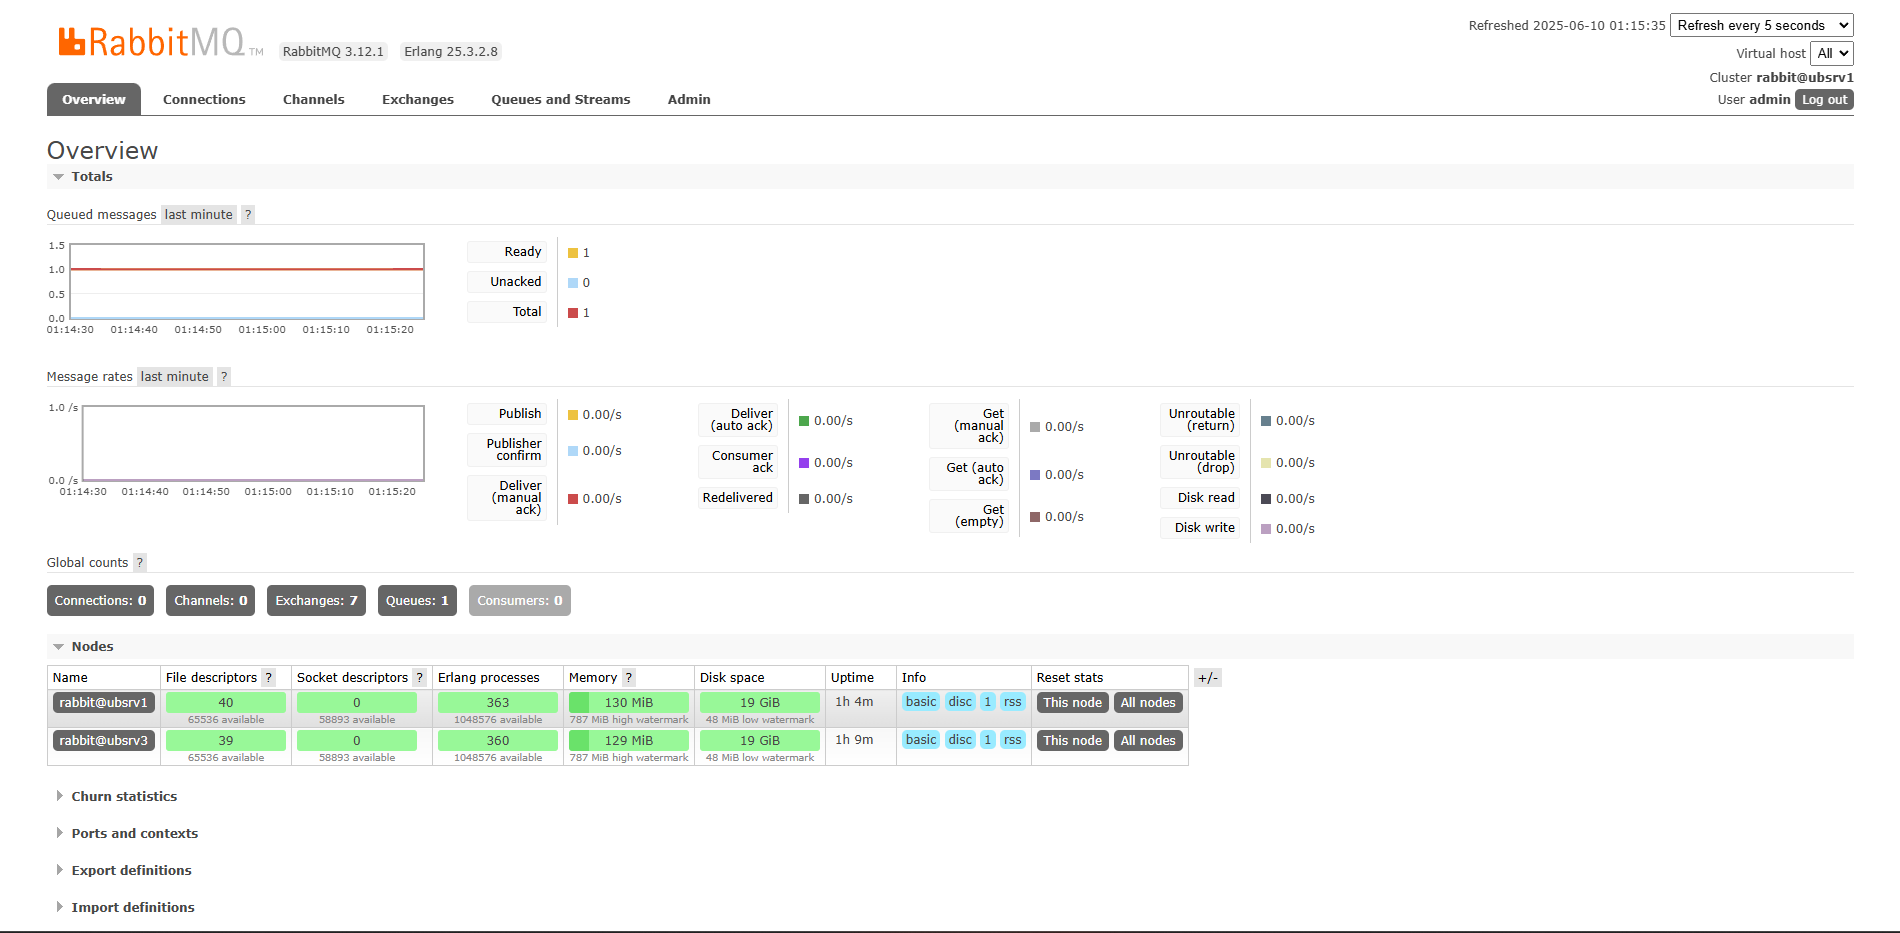 RabbitMQ TM RabbitMQ 3.12.1 Erlang 25.3.2.8
Refreshed 2025-06-10 01:15:35 Refresh every 5 seconds
Virtual host All
Cluster rabbit@ubsrv1
User admin Log out
Overview Connections Channels Exchanges Queues and Streams Admin
Overview
Totals
Queued messages last minute ?
1.5
1.0
0.5
0.0
01:14:30 01:14:40 01:14:50 01:15:00 01:15:10 01:15:20
Ready 1
Unacked 0
Total 1
Message rates last minute ?
1.0 /s
0.0 /s
01:14:30 01:14:40 01:14:50 01:15:00 01:15:10 01:15:20
Publish 0.00/s
Publisher
confirm 0.00/s
Deliver
(manual
ack) 0.00/s
Deliver
(auto ack) 0.00/s
Consumer
ack 0.00/s
Redelivered 0.00/s
Get
(manual
ack) 0.00/s
Get (auto
ack) 0.00/s
Get
(empty) 0.00/s
Unroutable
(return) 0.00/s
Unroutable
(drop) 0.00/s
Disk read 0.00/s
Disk write 0.00/s
Global counts ?
Connections: 0 Channels: 0 Exchanges: 7 Queues: 1 Consumers: 0
Nodes
Name File descriptors ? Socket descriptors ? Erlang processes Memory ? Disk space Uptime Info Reset stats +/-
rabbit@ubsrv1 40 0 363 130 MiB 19 GiB 1h 4m basic disc 1 rss This node All nodes
65536 available 58893 available 1048576 available 787 MiB high watermark 48 MiB low watermark
rabbit@ubsrv3 39 0 360 129 MiB 19 GiB 1h 9m basic disc 1 rss This node All nodes
65536 available 58893 available 1048576 available 787 MiB high watermark 48 MiB low watermark
Churn statistics
Ports and contexts
Export definitions
Import definitions